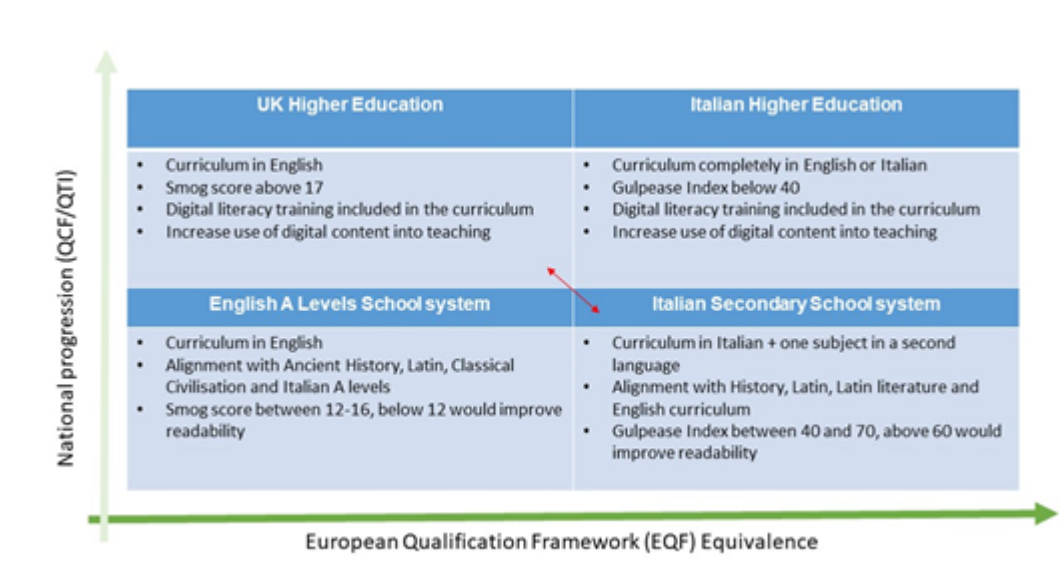 UK Higher Education
Italian Higher Education
• Curriculum in English
• Smog score above 17
• Digital literacy training included in the curriculum
• Increase use of digital content into teaching
• Curriculum completely in English or Italian
• Gulpease Index below 40
• Digital literacy training included in the curriculum
• Increase use of digital content into teaching
English A Levels School system
Italian Secondary School system
• Curriculum in English
• Alignment with Ancient History, Latin, Classical
Civilisation and Italian A levels
• Smog score between 12-16, below 12 would improve
readability
• Curriculum in Italian + one subject in a second
language
• Alignment with History, Latin, Latin literature and
English curriculum
• Gulpease Index between 40 and 70, above 60 would
improve readability
National progression (QCF/QTI)
European Qualification Framework (EQF) Equivalence